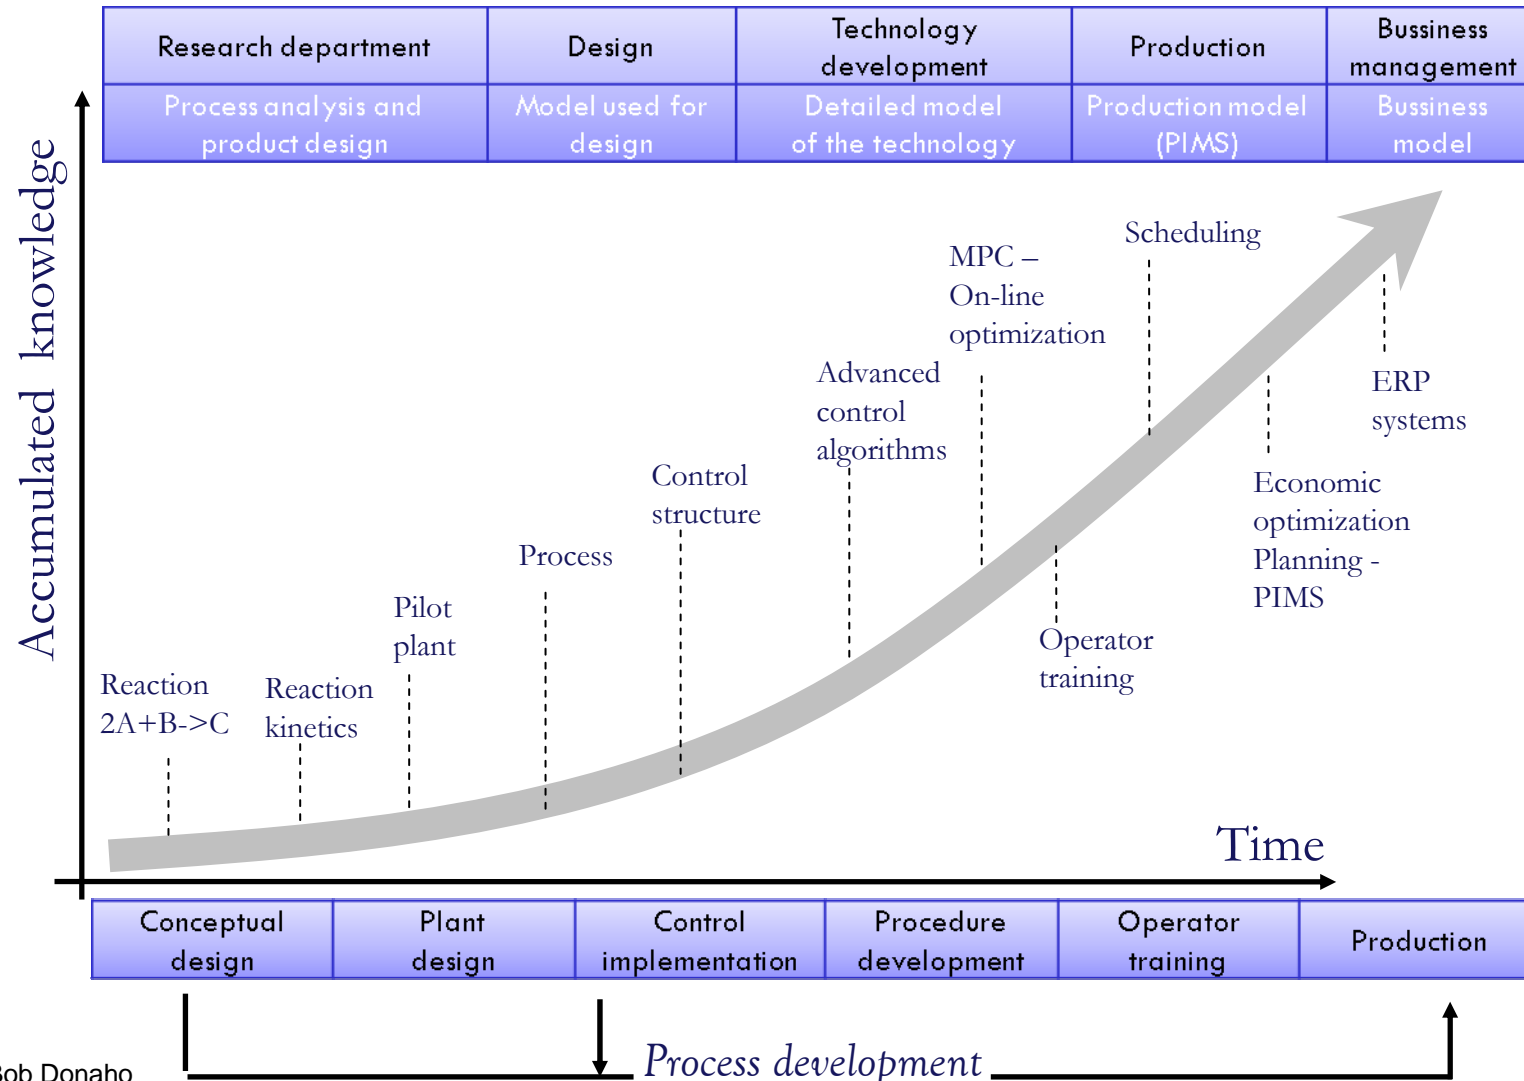 Research department
Design
Technology
development
Production
Bussiness
management
Process analysis and
product design
Model used for
design
Detailed model
of the technology
Production model
(PIMS)
Bussiness
model
Accumulated knowledge
Scheduling
MPC –
On-line
optimization
Advanced
control
algorithms
ERP
systems
Control
structure
Economic
optimization
Planning -
PIMS
Process
Pilot
plant
Operator
training
Reaction
2A+B->C
Reaction
kinetics
Time
Conceptual
design
Plant
design
Control
implementation
Procedure
development
Operator
training
Production
Process development
Bob Donaho